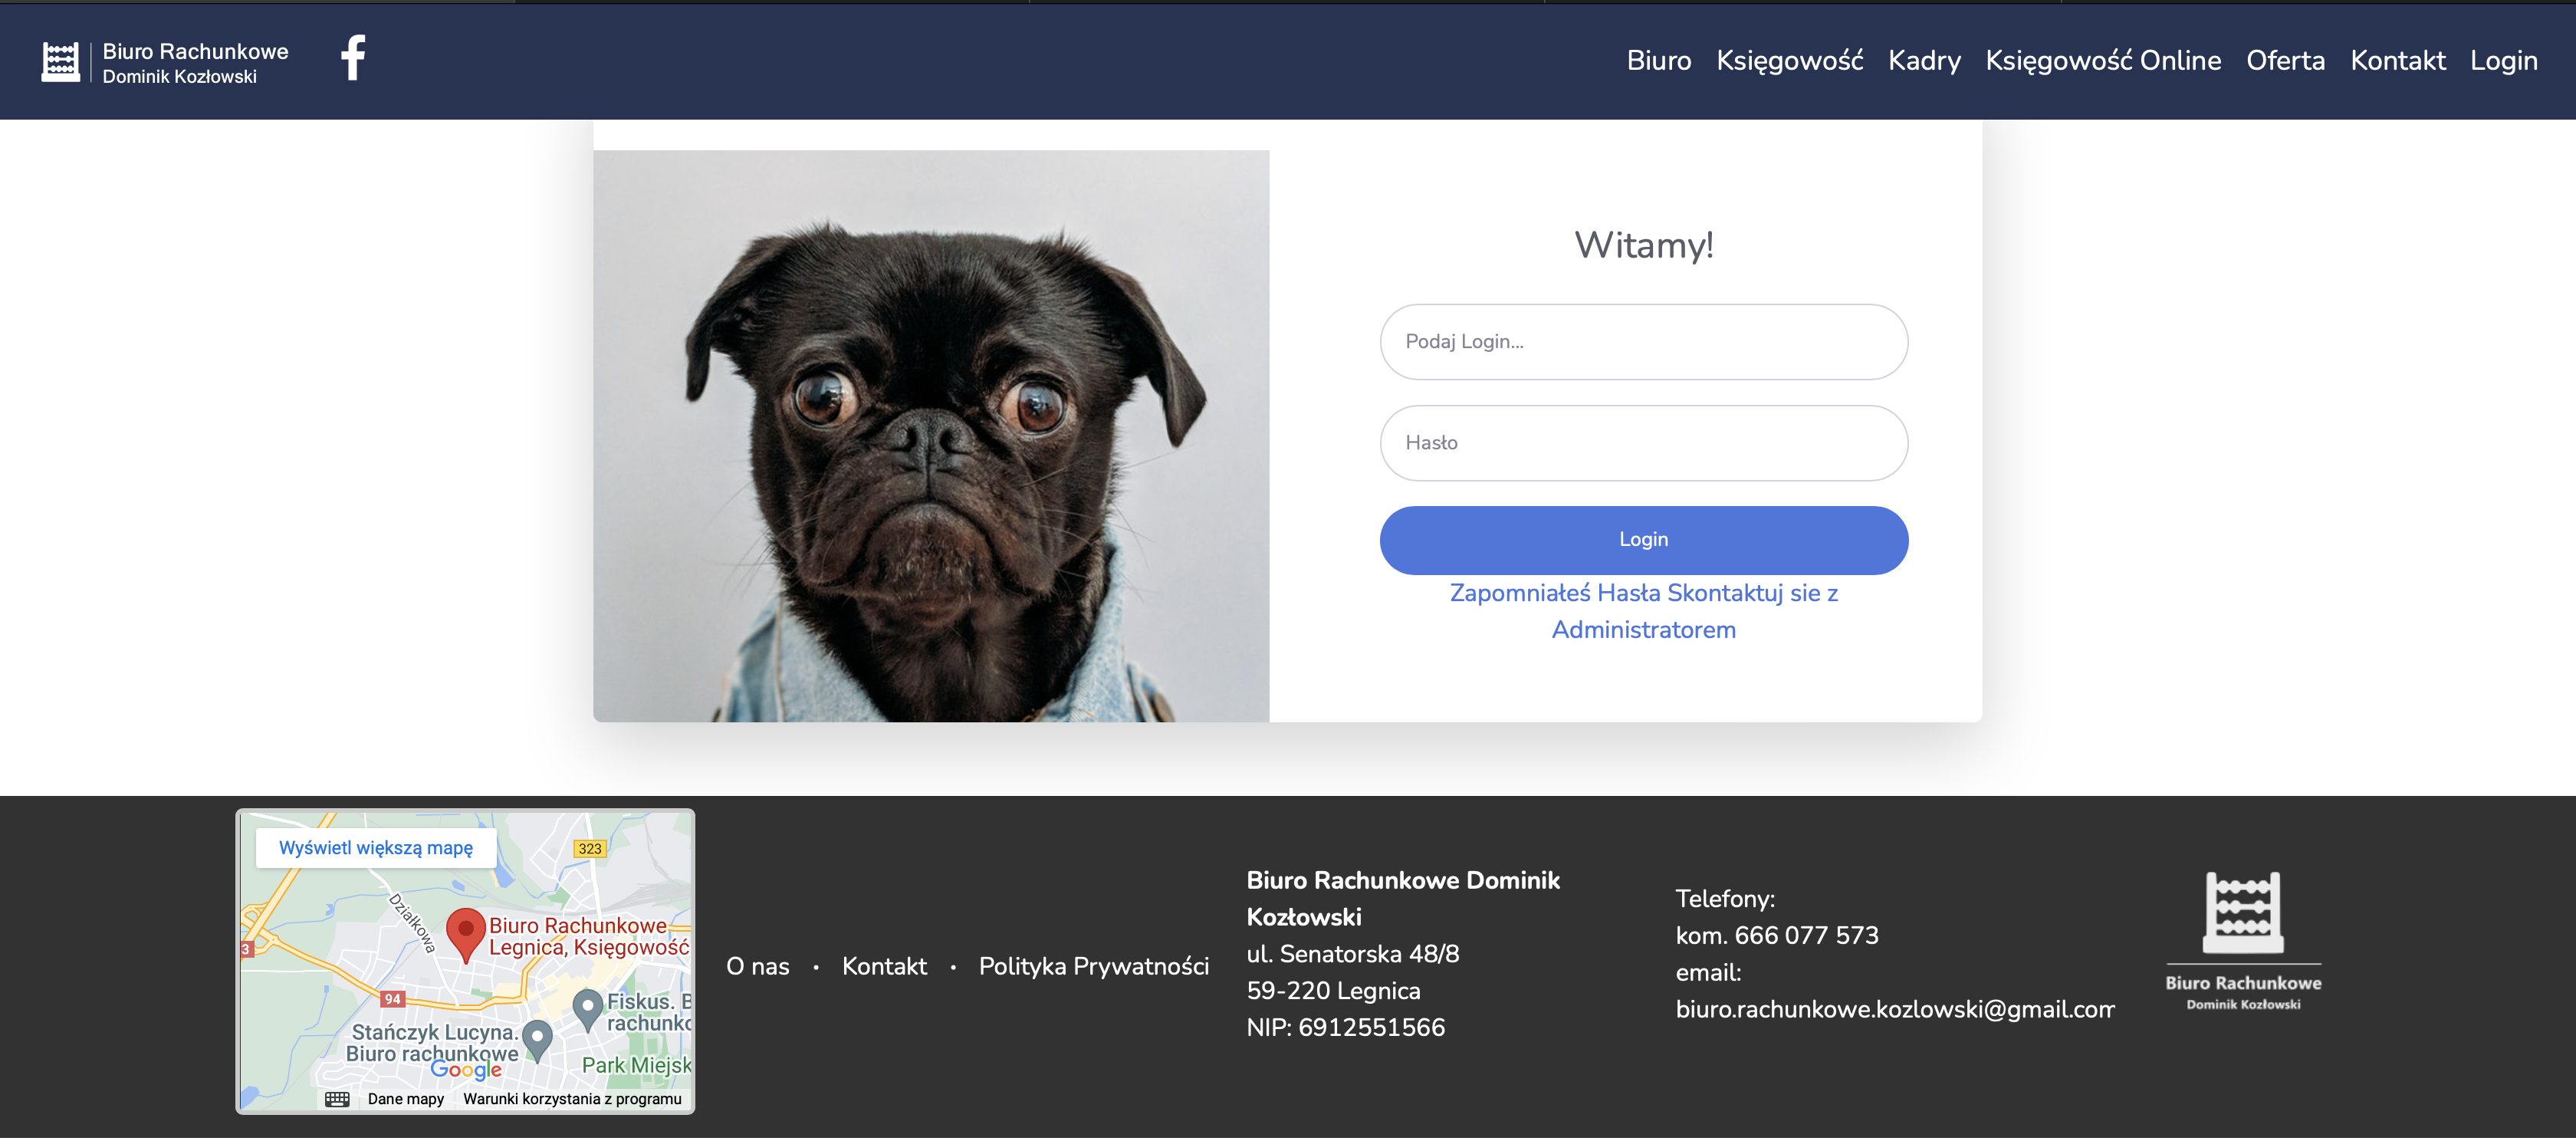 Biuro Rachunkowe
Dominik Kozłowski
Biuro Księgowość Kadry Księgowość Online Oferta Kontakt Login
Witamy!
Podaj Login...
Hasło
Login
Zapomniałeś Hasła Skontaktuj sie z
Administratorem
Wyświetl większą mapę
323
Działkowa
Biuro Rachunkowe
Legnica, Księgowość
3
94
Fiskus. B
rachunko
Stańczyk Lucyna.
Biuro rachunkowe
Google
Park Miejsk
Dane mapy Warunki korzystania z programu
O nas • Kontakt • Polityka Prywatności
Biuro Rachunkowe Dominik
Kozłowski
ul. Senatorska 48/8
59-220 Legnica
NIP: 6912551566
Telefony:
kom. 666 077 573
email:
biuro.rachunkowe.kozlowski@gmail.com
Biuro Rachunkowe
Dominik Kozłowski